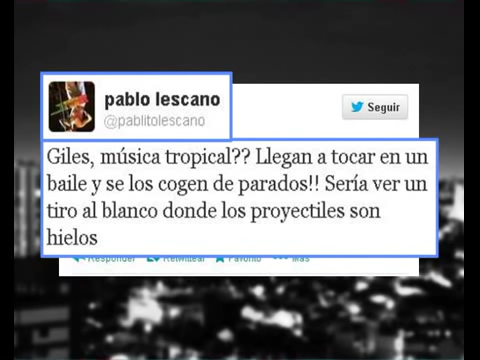 pablo lescano
@pablitolescano
Seguir
Giles, música tropical?? Llegan a tocar en un
baile y se los cogen de parados!! Sería ver un
tiro al blanco donde los proyectiles son
hielos
Responder Retwittear Favorito ••• Más